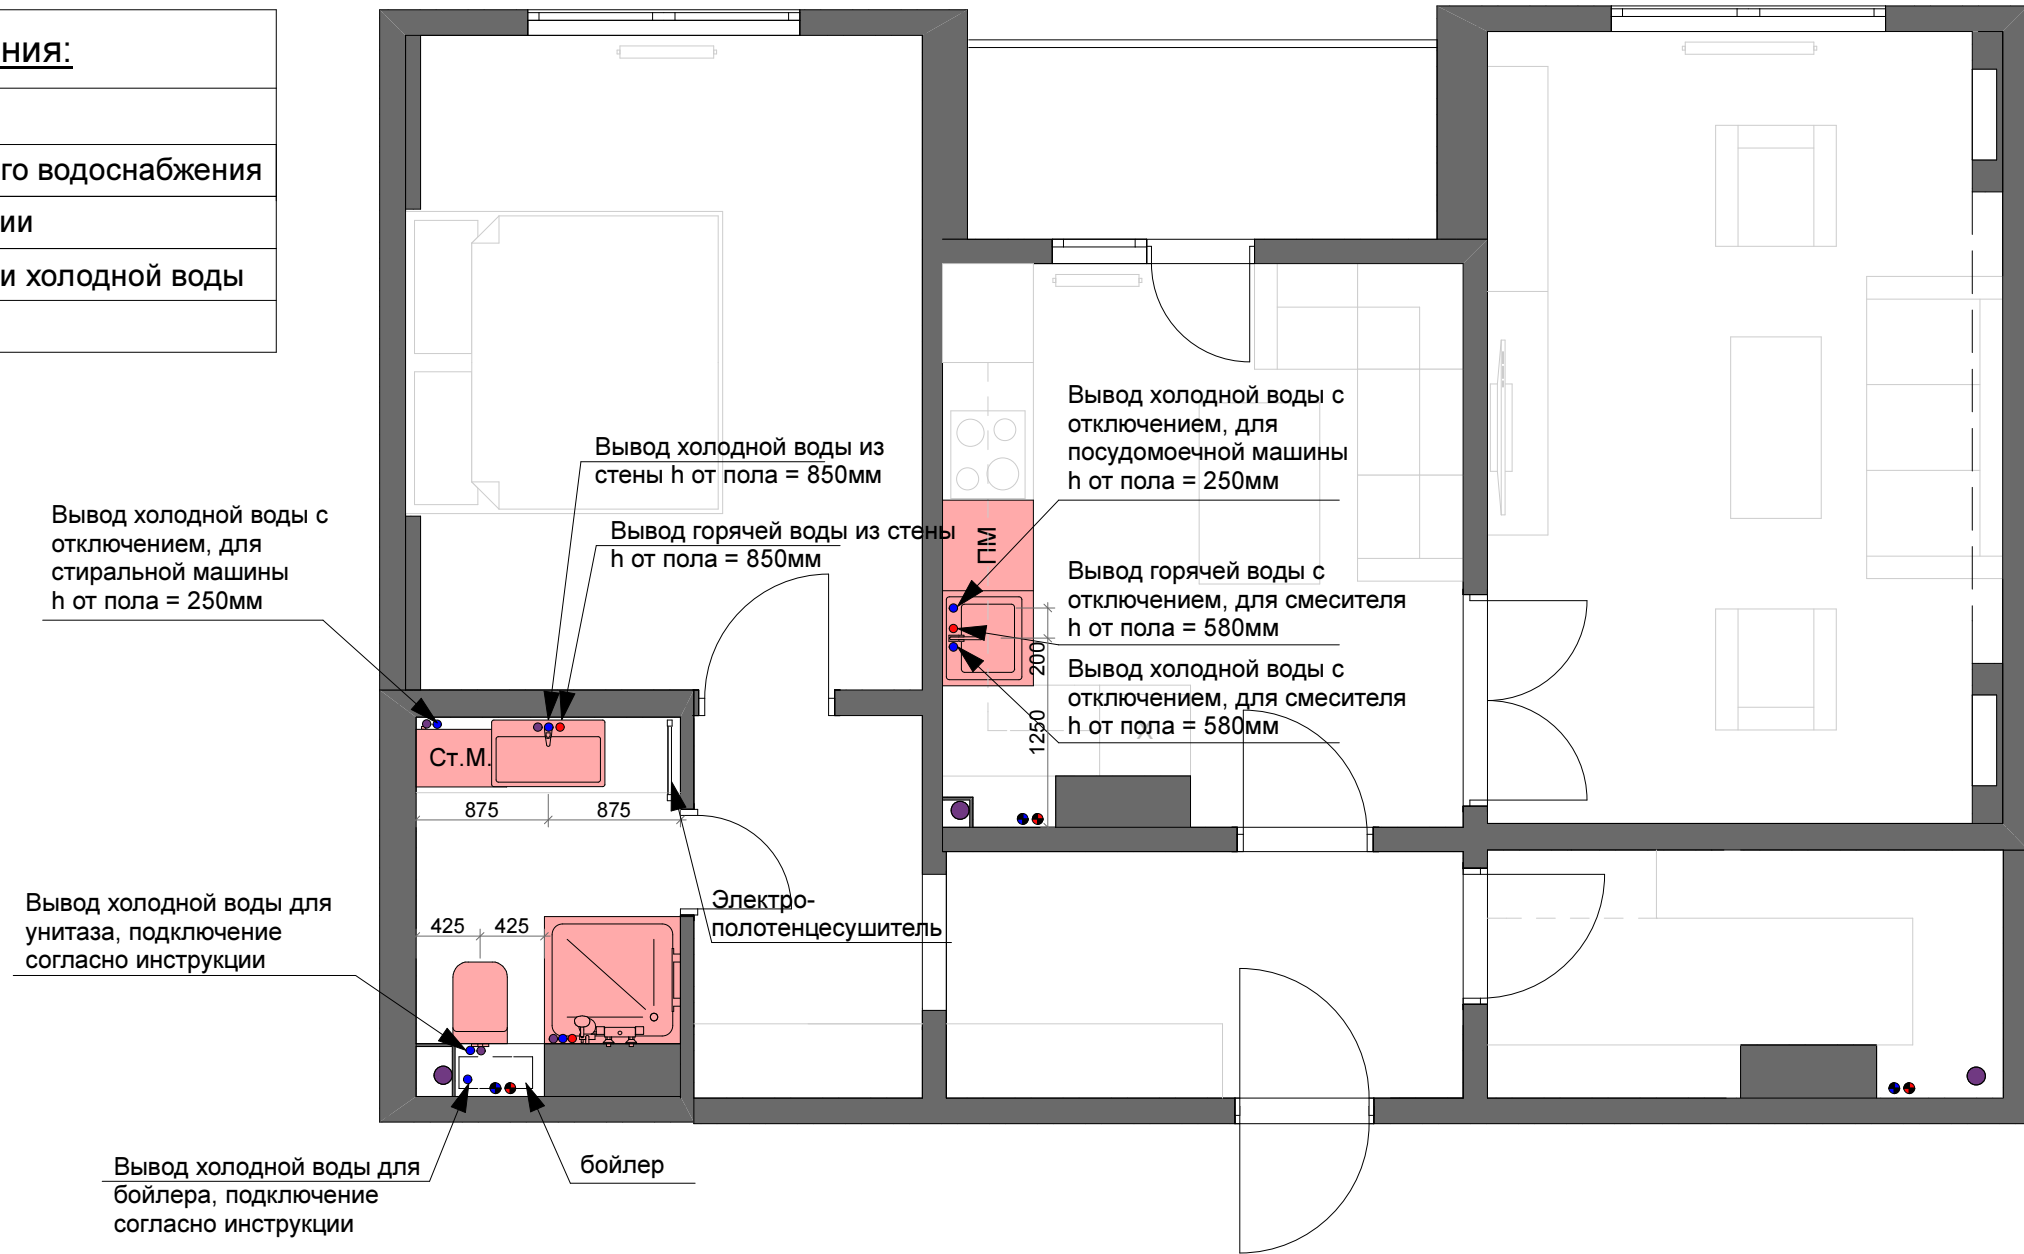 ния:
го водоснабжения
ии
и холодной воды
Вывод холодной воды с
отключением, для
стиральной машины
h от пола = 250мм
Вывод холодной воды из
стены h от пола = 850мм
Вывод горячей воды из стены
h от пола = 850мм
Вывод холодной воды с
отключением, для
посудомоечной машины
h от пола = 250мм
ПМ
Вывод горячей воды с
отключением, для смесителя
h от пола = 580мм
Вывод холодной воды с
отключением, для смесителя
h от пола = 580мм
200
1250
Ст.М.
875
875
Электро-
полотенцесушитель
Вывод холодной воды для
унитаза, подключение
согласно инструкции
425
425
Вывод холодной воды для
бойлера, подключение
согласно инструкции
бойлер